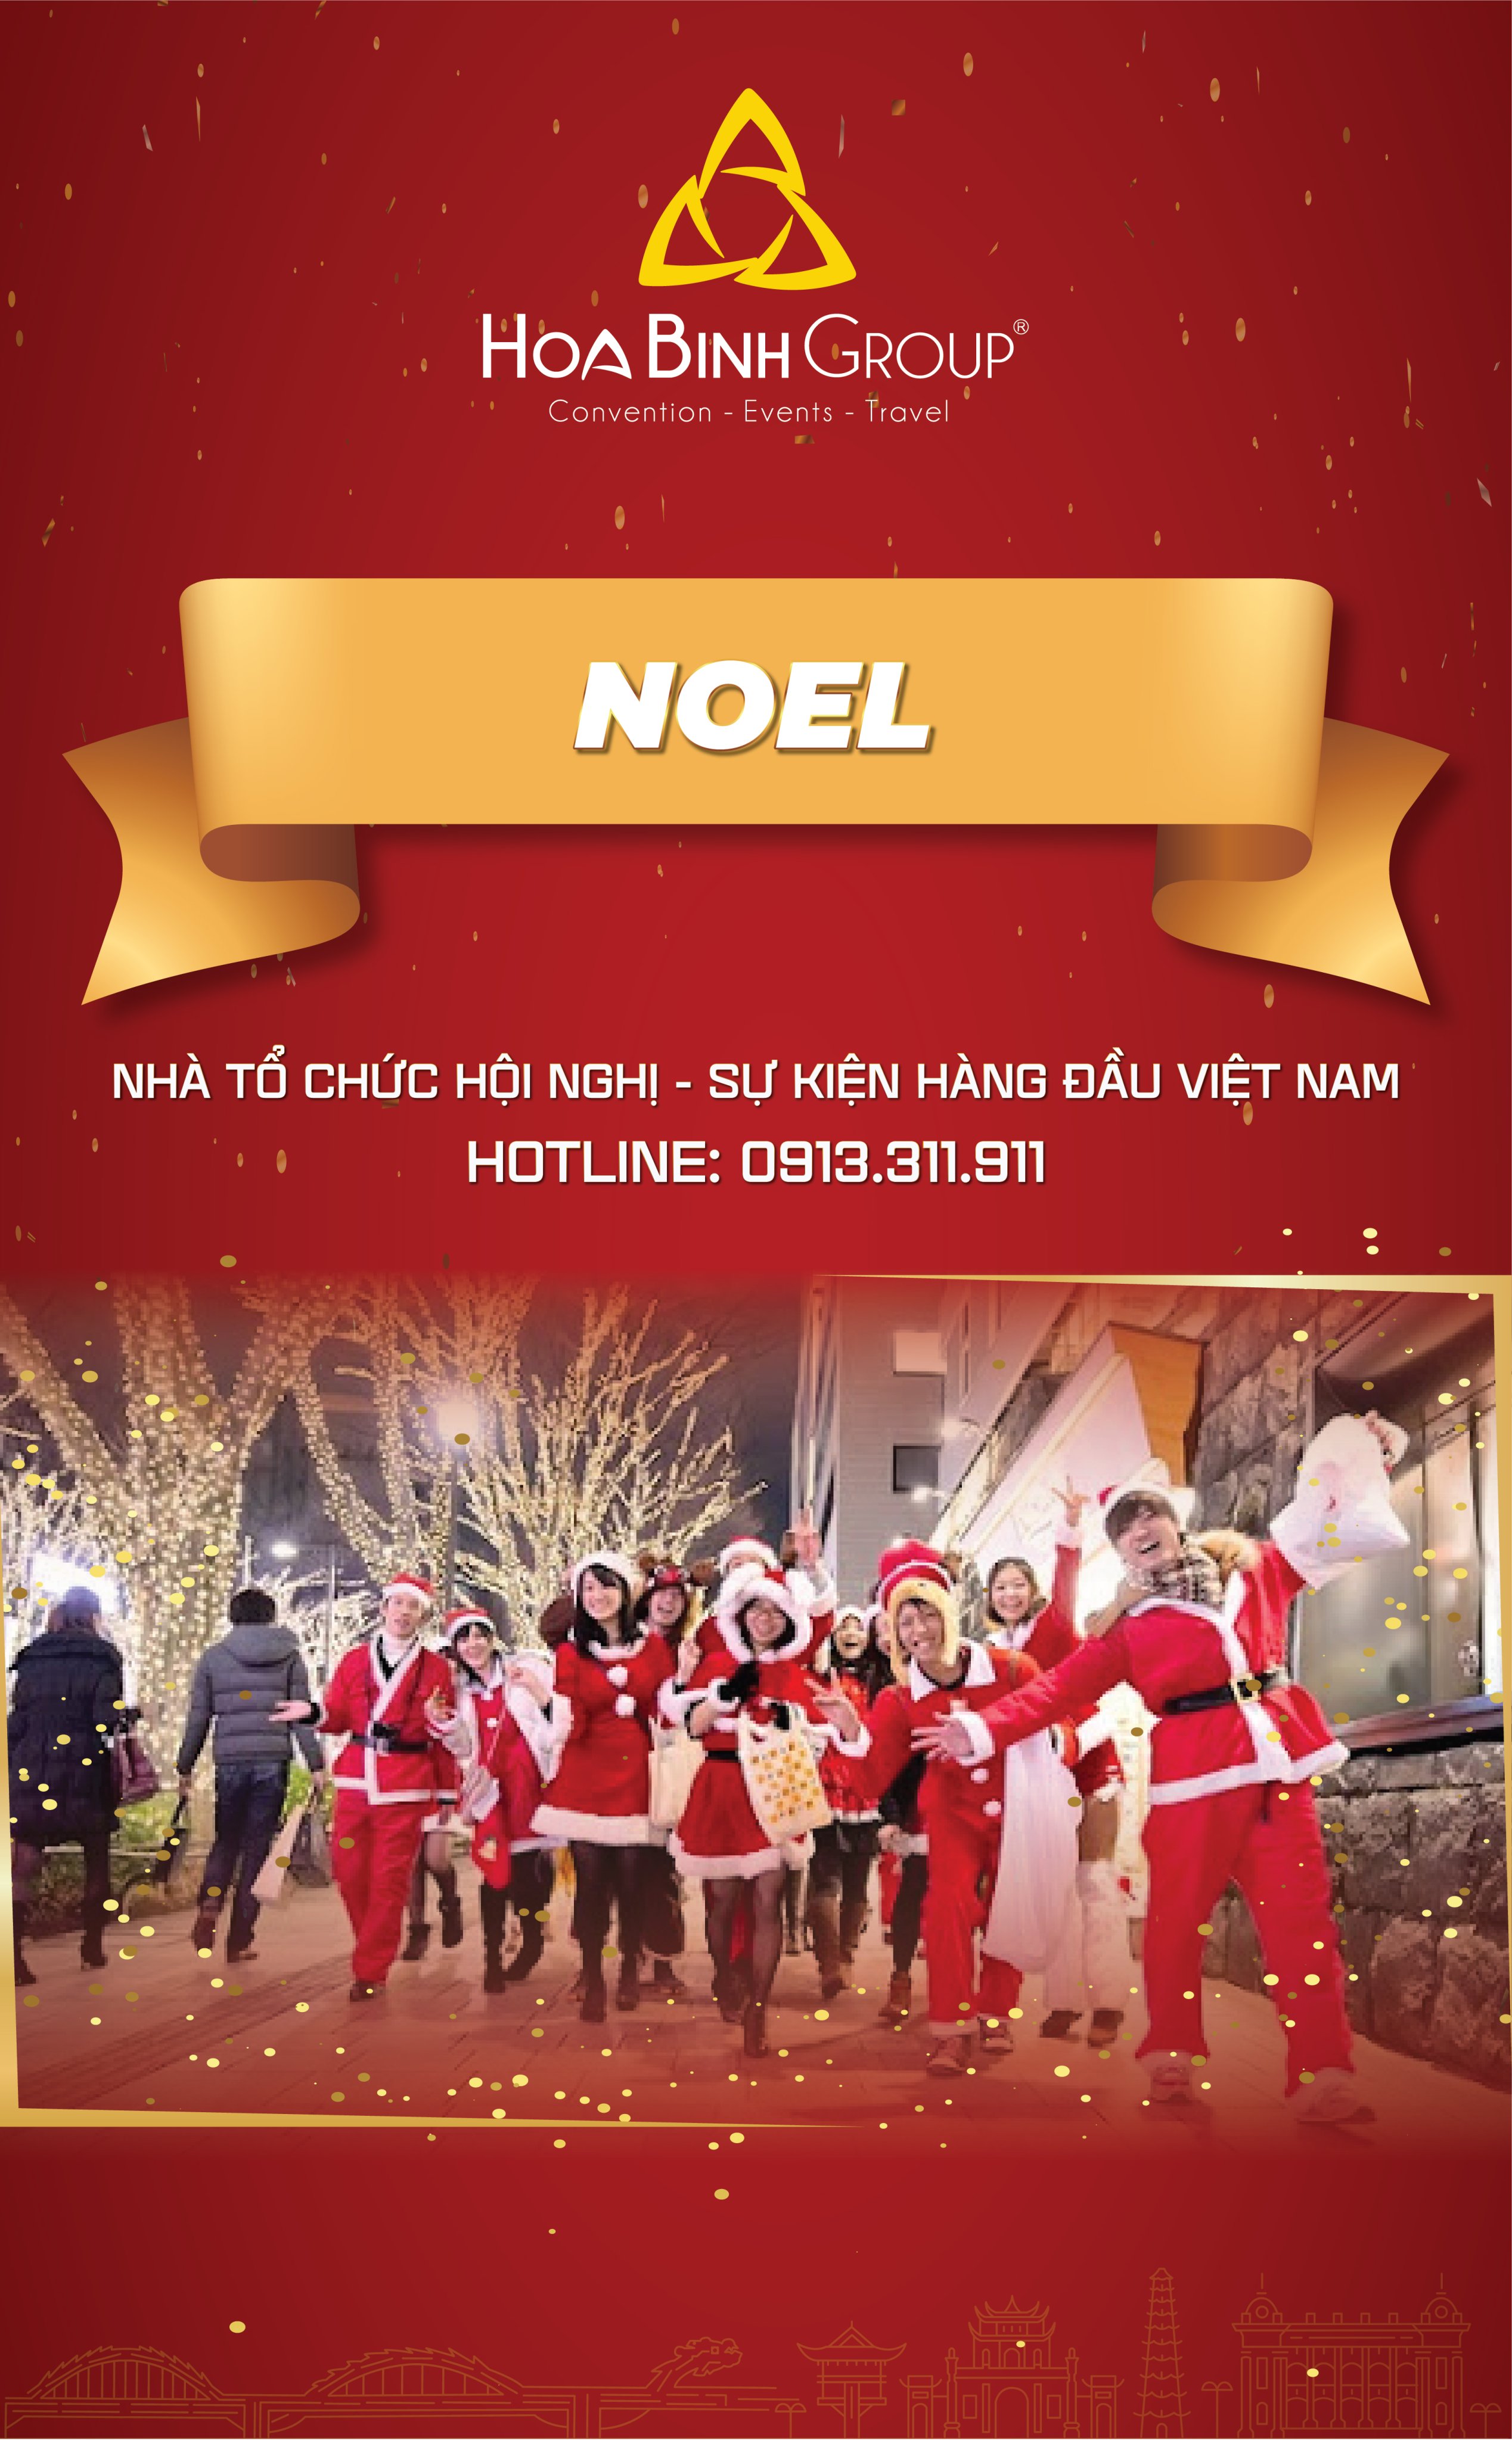 HOA BINH GROUP®
Convention - Events - Travel
NOEL
NHÀ TỔ CHỨC HỘI NGHỊ - SỰ KIỆN HÀNG ĐẦU VIỆT NAM
HOTLINE: 0913.311.911